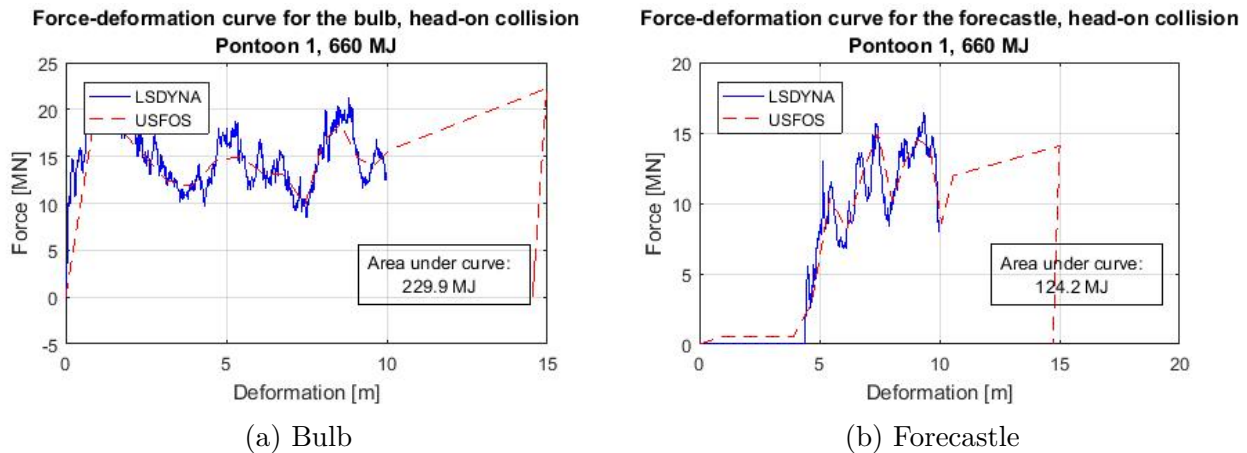 Force-deformation curve for the bulb, head-on collision
Pontoon 1, 660 MJ
25
20
15
10
5
0
-5
Force [MN]
LSDYNA
USFOS
Area under curve:
229.9 MJ
0
5
10
15
Deformation [m]
(a) Bulb
Force-deformation curve for the forecastle, head-on collision
Pontoon 1, 660 MJ
20
15
10
5
0
Force [MN]
LSDYNA
USFOS
Area under curve:
124.2 MJ
0
5
10
15
20
Deformation [m]
(b) Forecastle